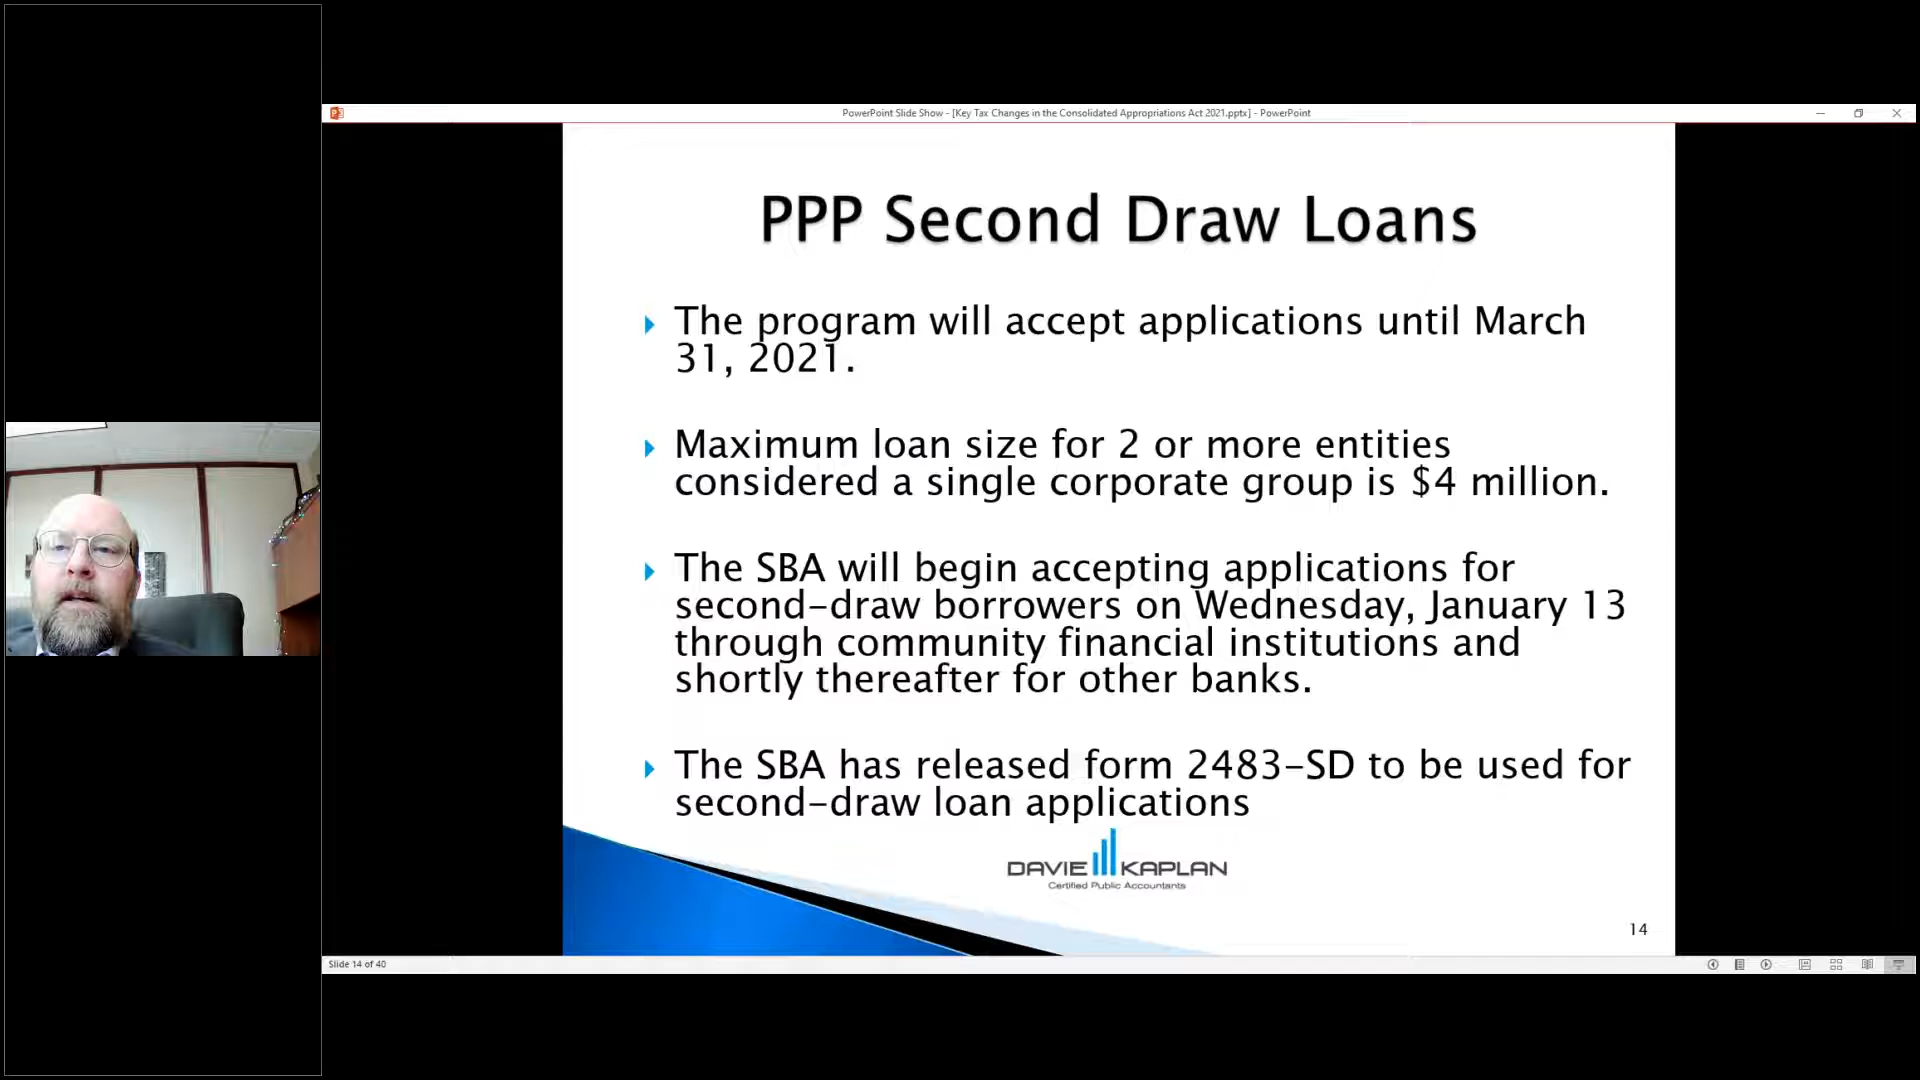 PowerPoint Slide Show - [Key Tax Changes in the Consolidated Appropriations Act 2021.pptx] - PowerPoint
PPP Second Draw Loans
The program will accept applications until March
31, 2021.
Maximum loan size for 2 or more entities
considered a single corporate group is $4 million.
The SBA will begin accepting applications for
second-draw borrowers on Wednesday, January 13
through community financial institutions and
shortly thereafter for other banks.
The SBA has released form 2483-SD to be used for
second-draw loan applications
DAVIE KAPLAN
Certified Public Accountants
14
Slide 14 of 40